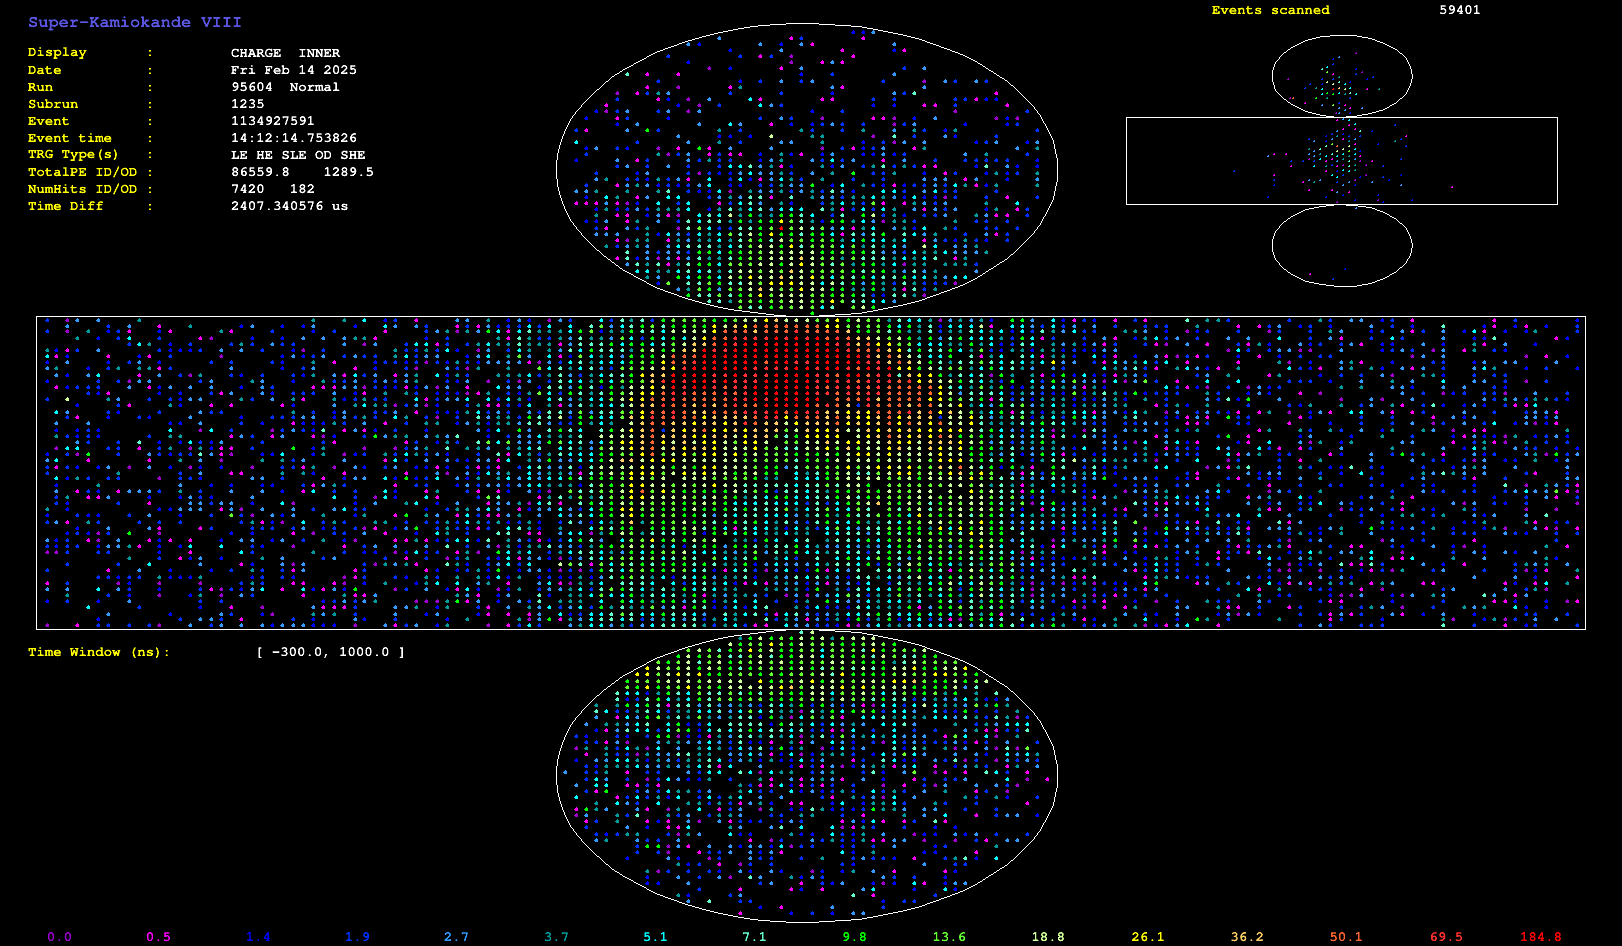 Super-Kamiokande VIII
Events scanned 59401
Display : CHARGE INNER
Date : Fri Feb 14 2025
Run : 95604 Normal
Subrun : 1235
Event : 1134927591
Event time : 14:12:14.753826
TRG Type(s) : LE HE SLE OD SHE
TotalPE ID/OD : 86559.8 1289.5
NumHits ID/OD : 7420 182
Time Diff : 2407.340576 us
Time Window (ns): [ -300.0, 1000.0 ]
0.0 0.5 1.4 1.9 2.7 3.7 5.1 7.1 9.8 13.6 18.8 26.1 36.2 50.1 69.5 184.8